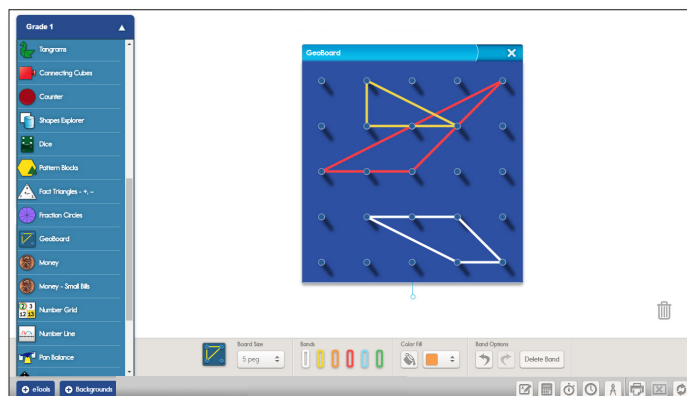 Grade 1
Tangrams
Connecting Cubes
Counter
Shapes Explorer
Dice
Pattern Blocks
Fact Triangles - +, -
Fraction Circles
GeoBoard
Money
Money - Small Bills
Number Grid
Number Line
Pan Balance
eTools
Backgrounds
GeoBoard
Board Size
5 peg
Bands
Color Fill
Band Options
Delete Band